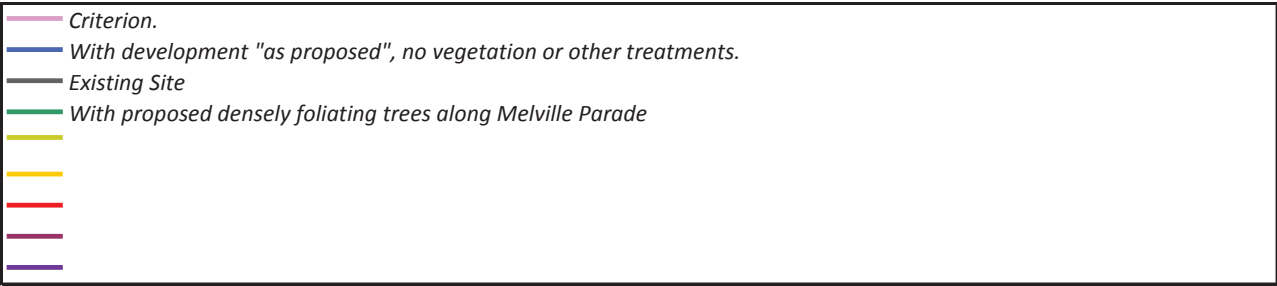 Criterion.
With development "as proposed", no vegetation or other treatments.
Existing Site
With proposed densely foliating trees along Melville Parade